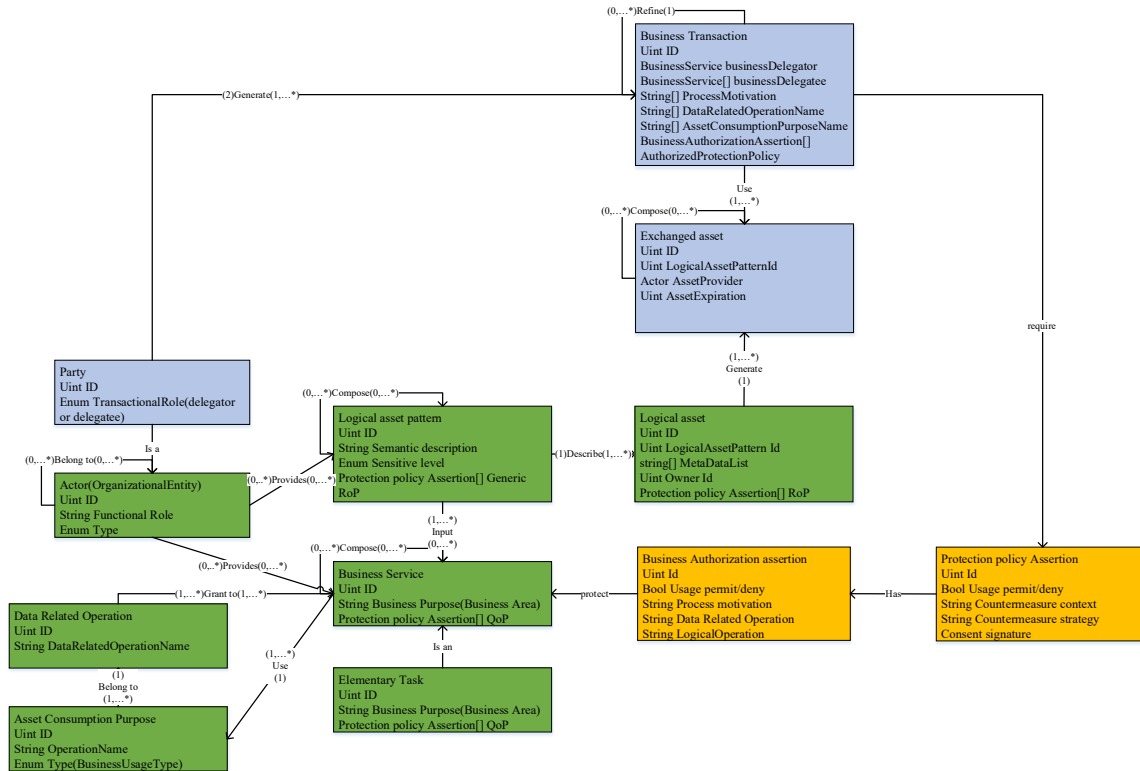 (0,…*)Refine(1)
Business Transaction
Uint ID
BusinessService businessDelegator
BusinessService[] businessDelegatee
String[] ProcessMotivation
String[] DataRelatedOperationName
String[] AssetConsumptionPurposeName
BusinessAuthorizationAssertion[]
AuthorizedProtectionPolicy
(2)Generate(1,…*)
Use
(1,…*)
(0,…*)Compose(0,…*)
Exchanged asset
Uint ID
Uint LogicalAssetPatternId
Actor AssetProvider
Uint AssetExpiration
require
(1,…*)
Generate
(1)
Party
Uint ID
Enum TransactionalRole(delegator
or delegatee)
Is a
(0,…*)Belong to(0,…*)
Actor(OrganizationalEntity)
Uint ID
String Functional Role
Enum Type
(0,..*)Provides(0,…*)
(0,…*)Compose(0,…*)
Logical asset pattern
Uint ID
String Semantic description
Enum Sensitive level
Protection policy Assertion[] Generic
RoP
(1)Describe(1,…*)
Logical asset
Uint ID
Uint LogicalAssetPattern Id
string[] MetaDataList
Uint Owner Id
Protection policy Assertion[] RoP
(1,…*)
Input
(0,…*)
(0,…*)Compose(0,…*)
(0,..*)Provides(0,…*)
Business Service
Uint ID
String Business Purpose(Business Area)
Protection policy Assertion[] QoP
protect
Business Authorization assertion
Uint Id
Bool Usage permit/deny
String Process motivation
String Data Related Operation
String LogicalOperation
Has
Protection policy Assertion
Uint Id
Bool Usage permit/deny
String Countermeasure context
String Countermeasure strategy
Consent signature
(1,…*)Grant to(1,…*)
Data Related Operation
Uint ID
String DataRelatedOperationName
(1,…*)
Use
(1)
Is an
Elementary Task
Uint ID
String Business Purpose(Business Area)
Protection policy Assertion[] QoP
(1)
Belong to
(1,…*)
Asset Consumption Purpose
Uint ID
String OperationName
Enum Type(BusinessUsageType)